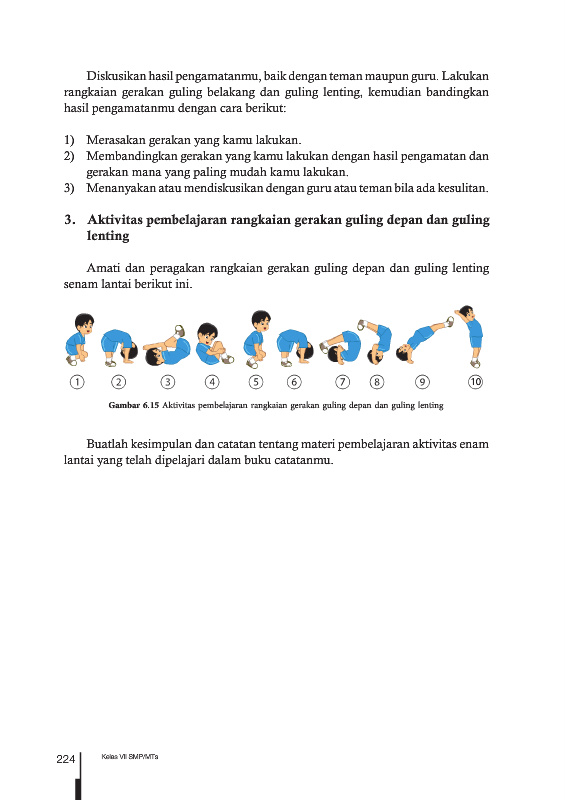 Diskusikan hasil pengamatanmu, baik dengan teman maupun guru. Lakukan
rangkaian gerakan guling belakang dan guling lenting, kemudian bandingkan
hasil pengamatanmu dengan cara berikut:
1) Merasakan gerakan yang kamu lakukan.
2) Membandingkan gerakan yang kamu lakukan dengan hasil pengamatan dan
gerakan mana yang paling mudah kamu lakukan.
3) Menanyakan atau mendiskusikan dengan guru atau teman bila ada kesulitan.
3. Aktivitas pembelajaran rangkaian gerakan guling depan dan guling
lenting
Amati dan peragakan rangkaian gerakan guling depan dan guling lenting
senam lantai berikut ini.
1 2 3 4 5 6 7 8 9 10
Gambar 6.15 Aktivitas pembelajaran rangkaian gerakan guling depan dan guling lenting
Buatlah kesimpulan dan catatan tentang materi pembelajaran aktivitas enam
lantai yang telah dipelajari dalam buku catatanmu.
224 Kelas VII SMP/MTs